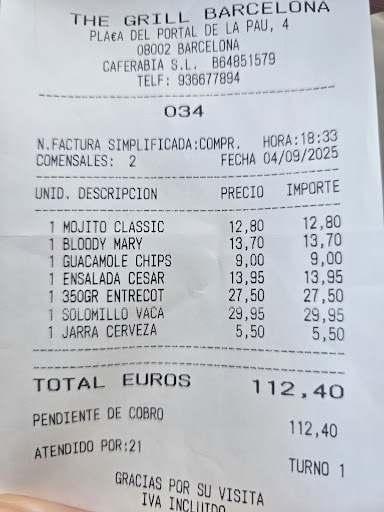 THE GRILL BARCELONA
PLA€A DEL PORTAL DE LA PAU, 4
08002 BARCELONA
CAFERABIA S.L. B64851579
TELF: 936677894
034
N.FACTURA SIMPLIFICADA:COMPR. HORA:18:33
COMENSALES: 2 FECHA 04/09/2025
UNID. DESCRIPCION PRECIO IMPORTE
1 MOJITO CLASSIC 12,80 12,80
1 BLOODY MARY 13,70 13,70
1 GUACAMOLE CHIPS 9,00 9,00
1 ENSALADA CESAR 13,95 13,95
1 350GR ENTRECOT 27,50 27,50
1 SOLOMILLO VACA 29,95 29,95
1 JARRA CERVEZA 5,50 5,50
TOTAL EUROS 112,40
PENDIENTE DE COBRO 112,40
ATENDIDO POR:21 TURNO 1
GRACIAS POR SU VISITA
IVA INCLUIDO